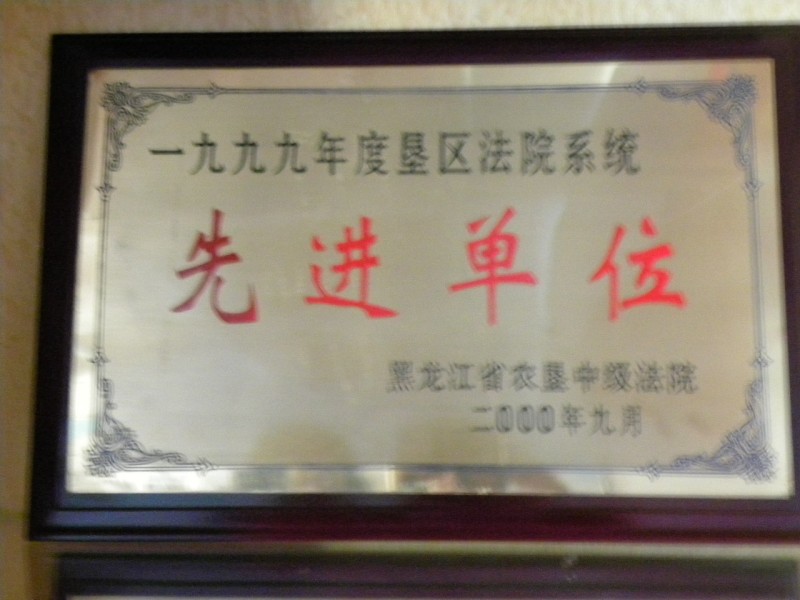 一九九九年度垦区法院系统
先进单位
黑龙江省农垦中级法院
二000年九月